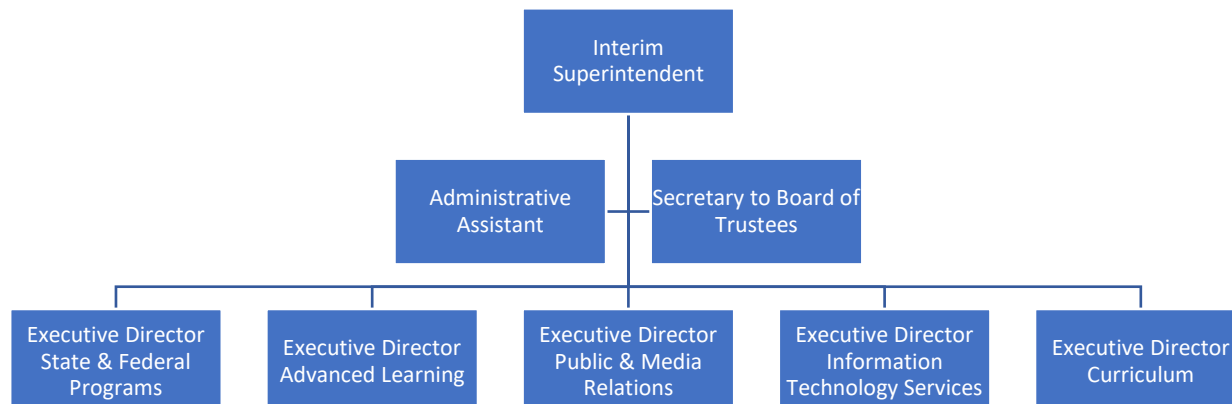 Interim
Superintendent
Administrative
Assistant
Secretary to Board of
Trustees
Executive Director
State & Federal
Programs
Executive Director
Advanced Learning
Executive Director
Public & Media
Relations
Executive Director
Information
Technology Services
Executive Director
Curriculum